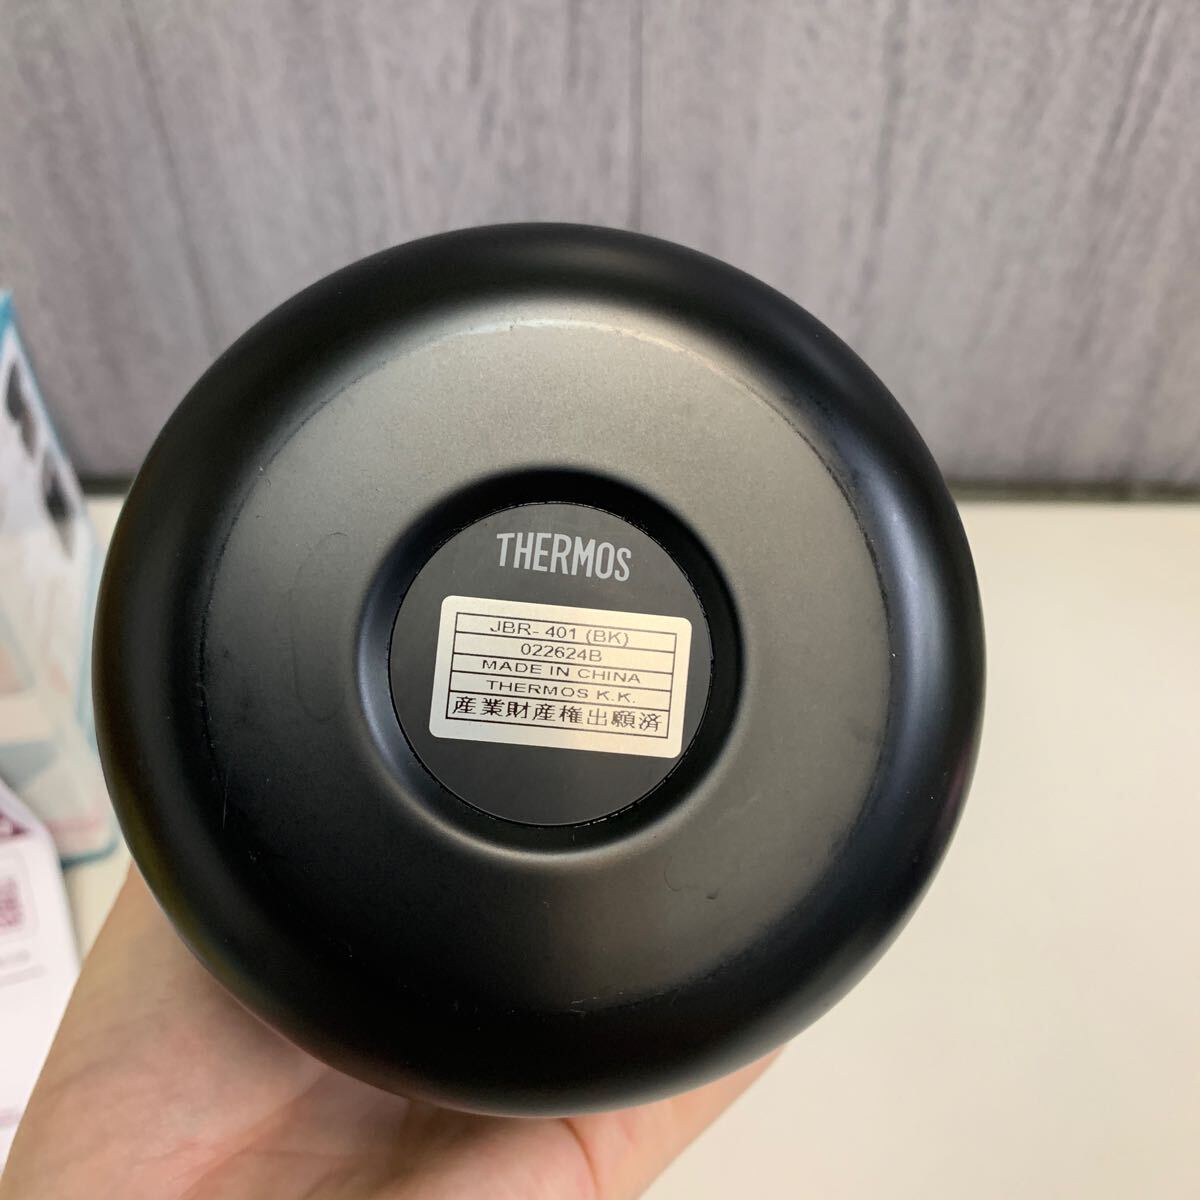 THERMOS
JBR- 401 (BK)
022624B
MADE IN CHINA
THERMOS K.K.
産業財産権出願済